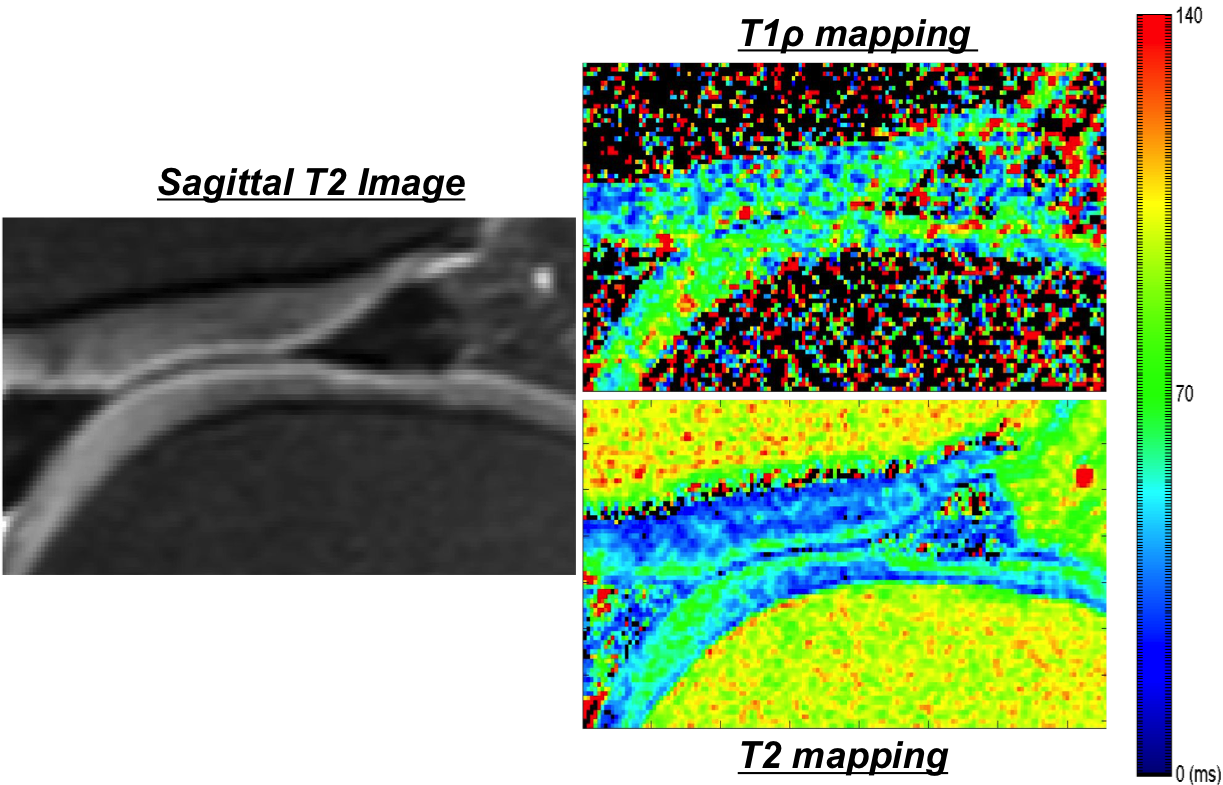 T1ρ mapping
140
Sagittal T2 Image
70
T2 mapping
0 (ms)